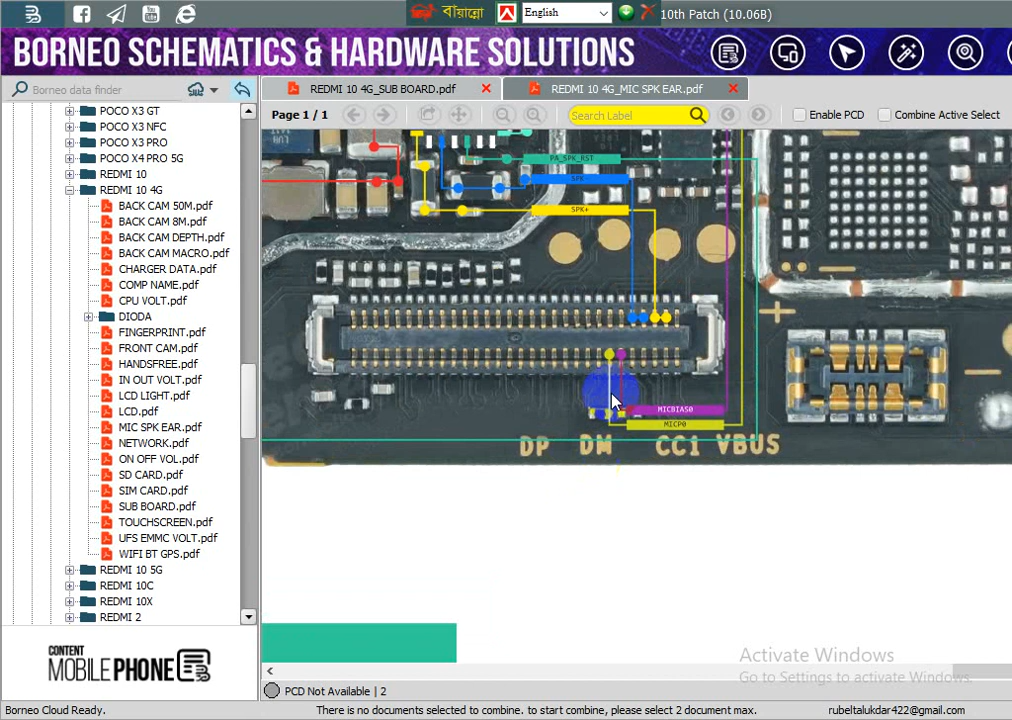 বায়ান্নো English 10th Patch (10.06B)
BORNEO SCHEMATICS & HARDWARE SOLUTIONS
Borneo data finder
REDMI 10 4G_SUB BOARD.pdf
REDMI 10 4G_MIC SPK EAR.pdf
Page 1 / 1
Search Label
Enable PCD
Combine Active Select
POCO X3 GT
POCO X3 NFC
POCO X3 PRO
POCO X4 PRO 5G
REDMI 10
REDMI 10 4G
BACK CAM 50M.pdf
BACK CAM 8M.pdf
BACK CAM DEPTH.pdf
BACK CAM MACRO.pdf
CHARGER DATA.pdf
COMP NAME.pdf
CPU VOLT.pdf
DIODA
FINGERPRINT.pdf
FRONT CAM.pdf
HANDSFREE.pdf
IN OUT VOLT.pdf
LCD LIGHT.pdf
LCD.pdf
MIC SPK EAR.pdf
NETWORK.pdf
ON OFF VOL.pdf
SD CARD.pdf
SIM CARD.pdf
SUB BOARD.pdf
TOUCHSCREEN.pdf
UFS EMMC VOLT.pdf
WIFI BT GPS.pdf
REDMI 10 5G
REDMI 10C
REDMI 10X
REDMI 2
PA_SPK_RST
SPK-
SPK+
MICBIAS0
MICP0
DP DM CC1 VBUS
CONTENT
MOBILEPHONE
Activate Windows
Go to Settings to activate Windows.
PCD Not Available | 2
Borneo Cloud Ready.
There is no documents selected to combine. to start combine, please select 2 document max.
rubeltalukdar422@gmail.com